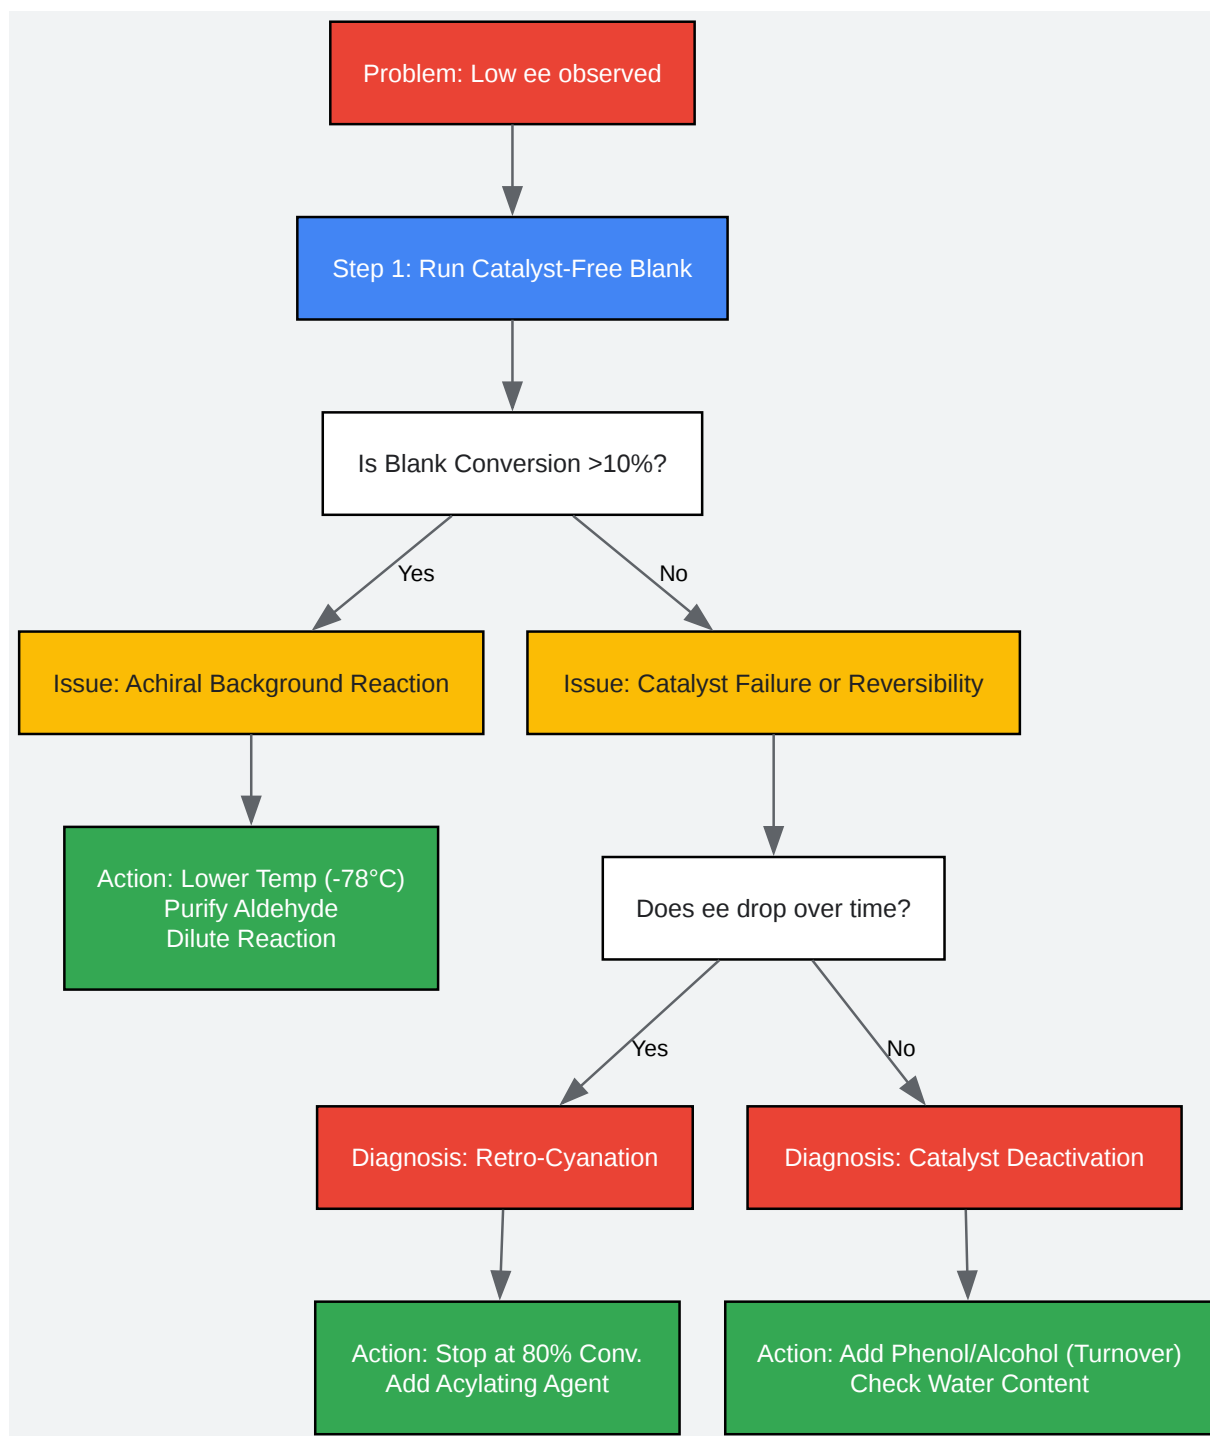 Problem: Low ee observed
Step 1: Run Catalyst-Free Blank
Is Blank Conversion >10%?
Yes
No
Issue: Achiral Background Reaction
Issue: Catalyst Failure or Reversibility
Action: Lower Temp (-78°C)
Purify Aldehyde
Dilute Reaction
Does ee drop over time?
Yes
No
Diagnosis: Retro-Cyanation
Diagnosis: Catalyst Deactivation
Action: Stop at 80% Conv.
Add Acylating Agent
Action: Add Phenol/Alcohol (Turnover)
Check Water Content